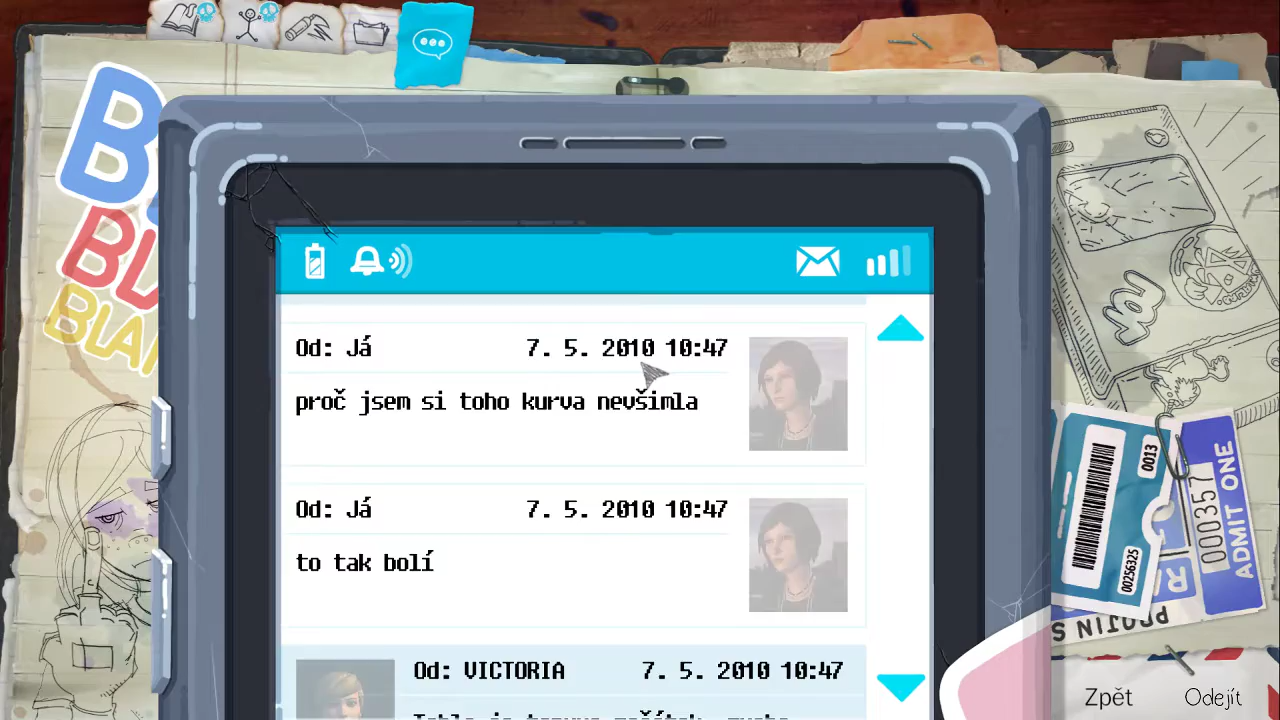 Od: Já 7. 5. 2010 10:47
proč jsem si toho kurva nevšimla
Od: Já 7. 5. 2010 10:47
to tak bolí
Od: VICTORIA 7. 5. 2010 10:47
0013
00256325
000357
ADMIT ONE
Zpět Odejít